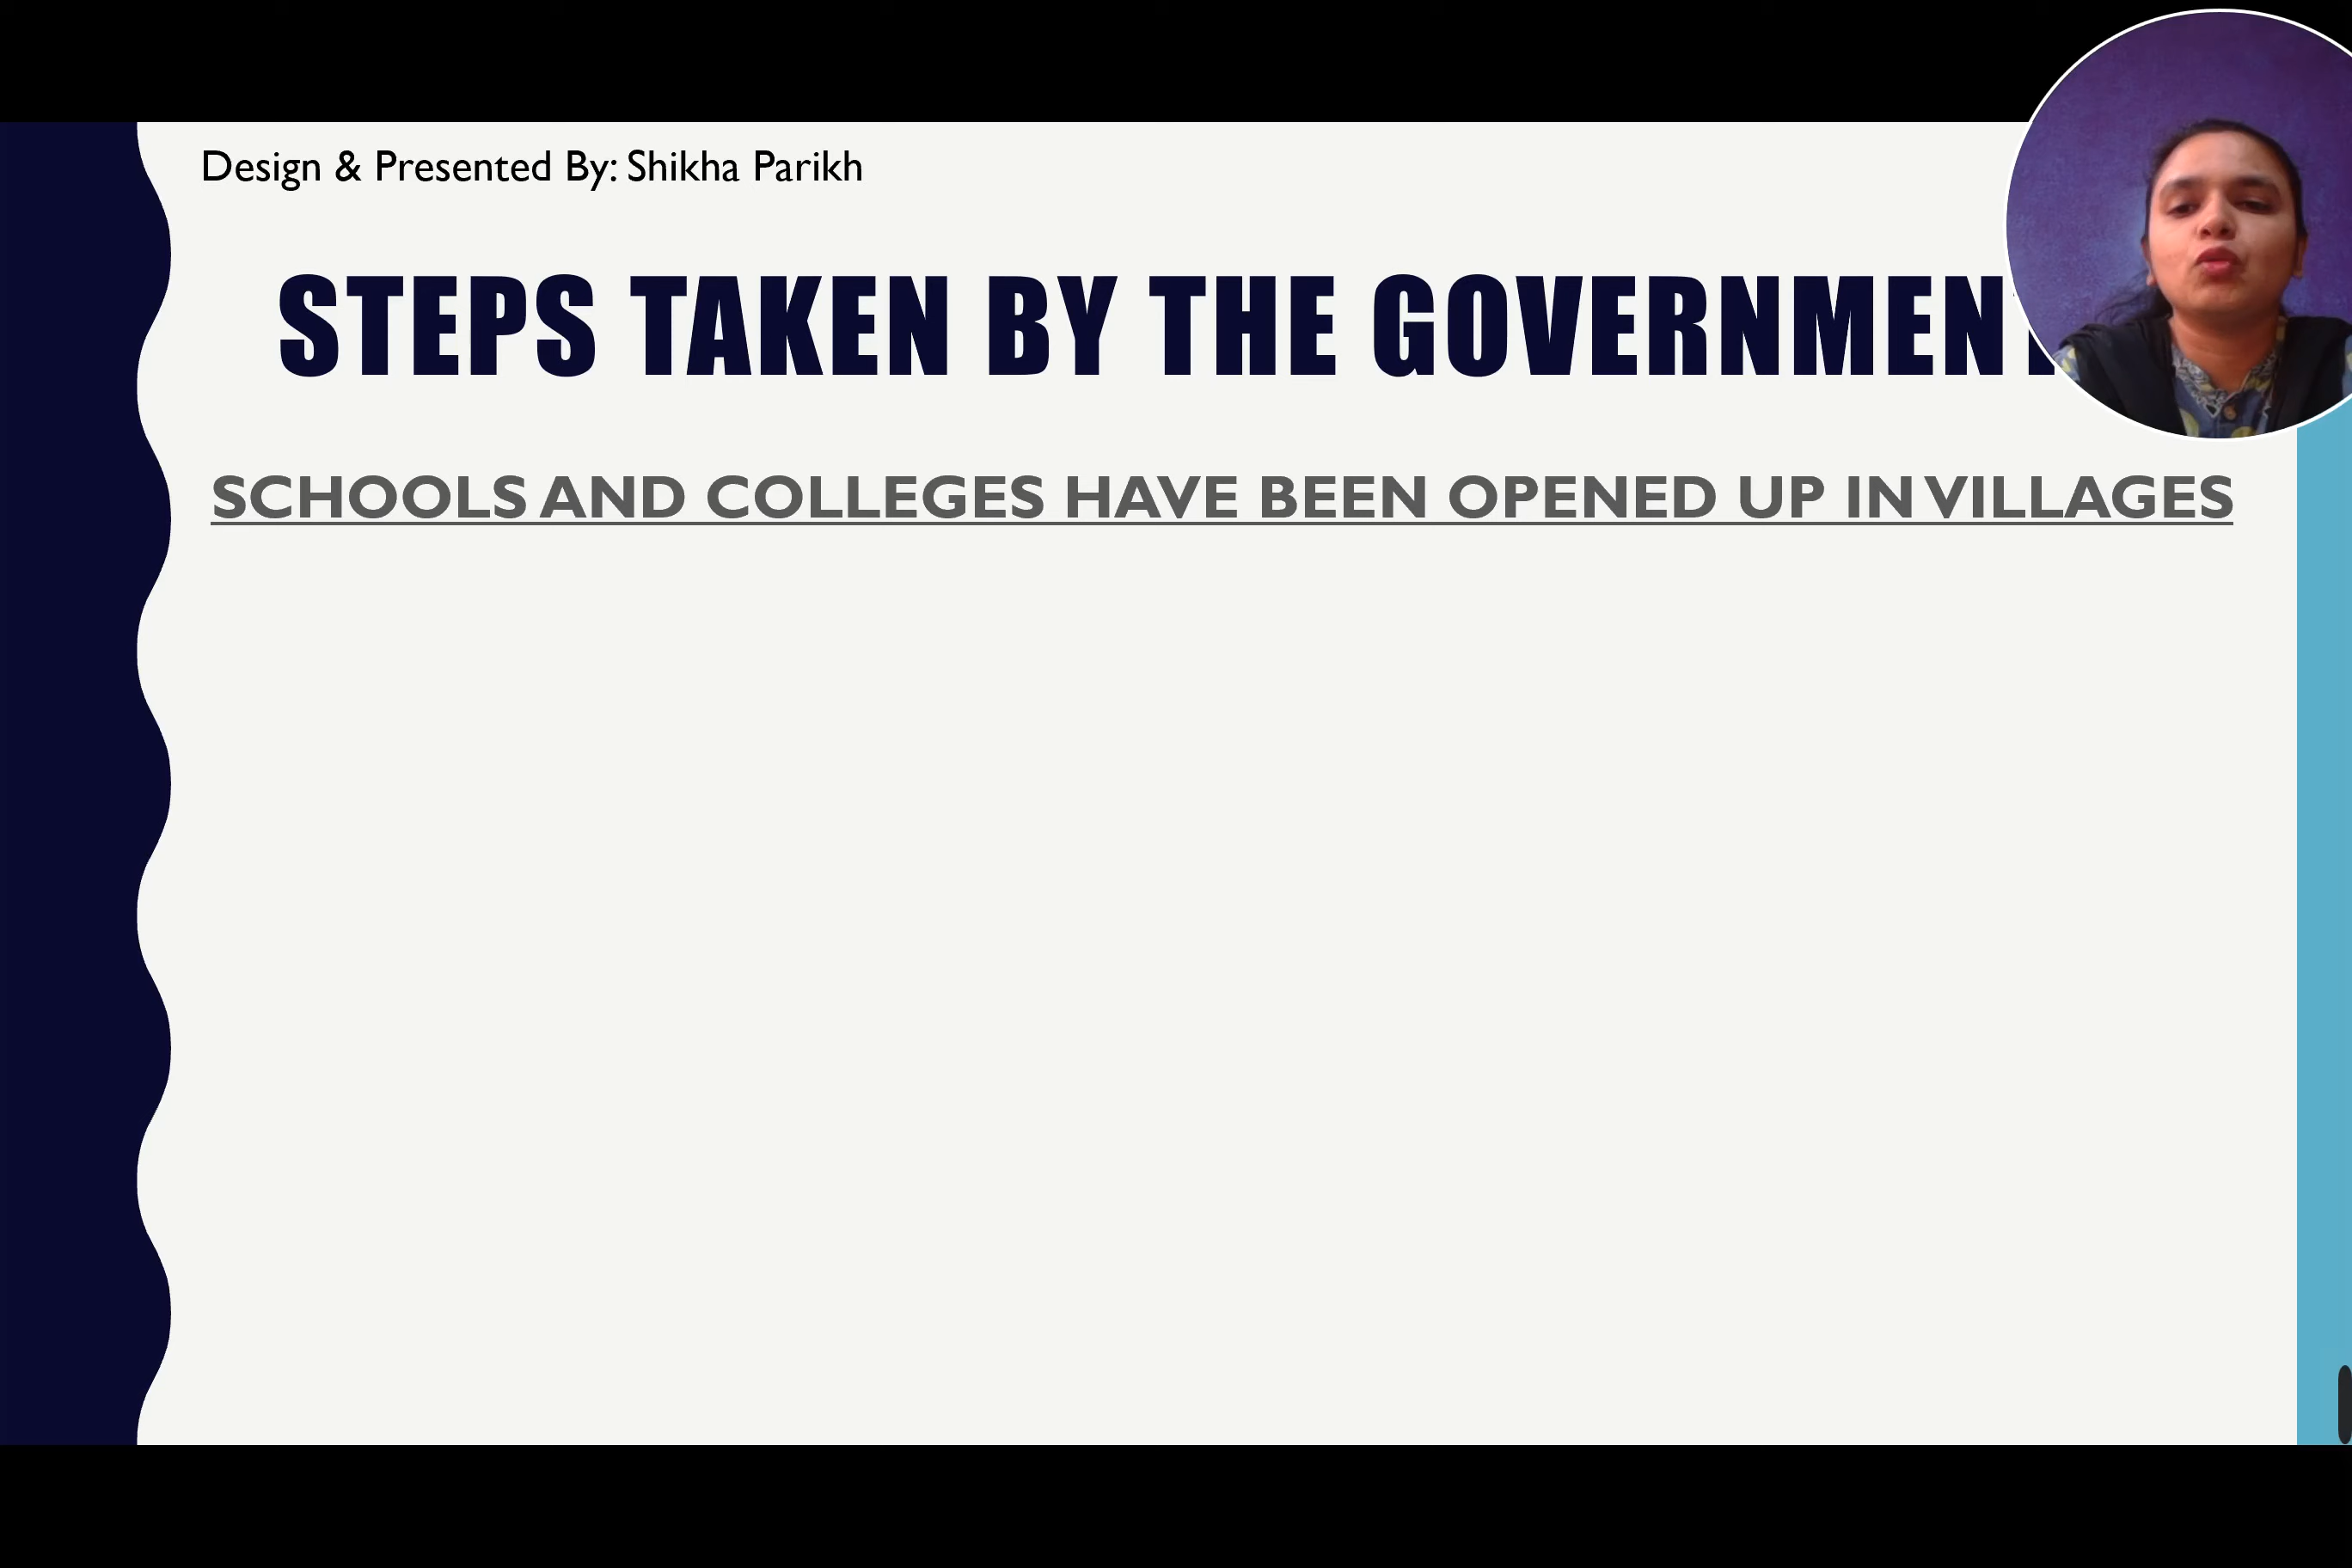 Design & Presented By: Shikha Parikh
STEPS TAKEN BY THE GOVERNMENT
SCHOOLS AND COLLEGES HAVE BEEN OPENED UP IN VILLAGES